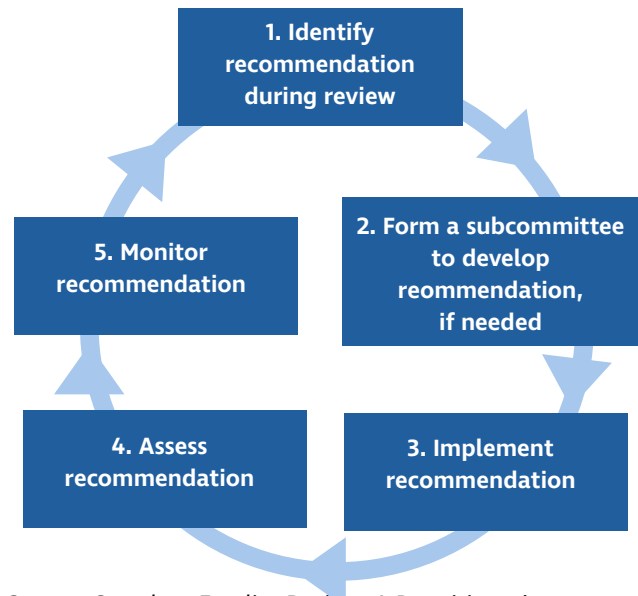 1. Identify
recommendation
during review
2. Form a subcommittee
to develop
reommendation,
if needed
3. Implement
recommendation
4. Assess
recommendation
5. Monitor
recommendation